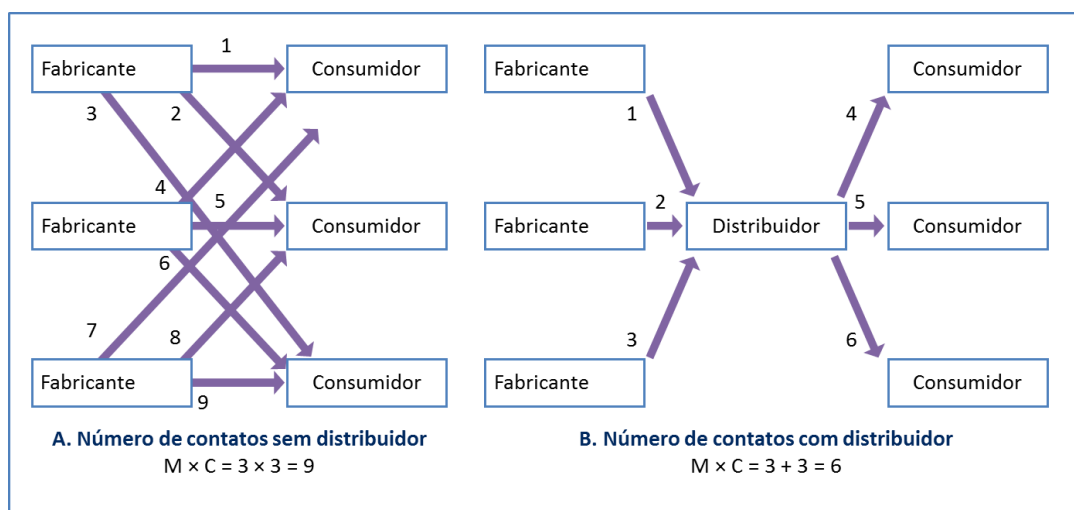 1
Fabricante
Consumidor
3
2
4
5
Fabricante
Consumidor
6
7
8
Fabricante
Consumidor
9
A. Número de contatos sem distribuidor
M × C = 3 × 3 = 9
Fabricante
Consumidor
1
4
2
5
Fabricante
Distribuidor
Consumidor
3
6
Fabricante
Consumidor
B. Número de contatos com distribuidor
M × C = 3 + 3 = 6